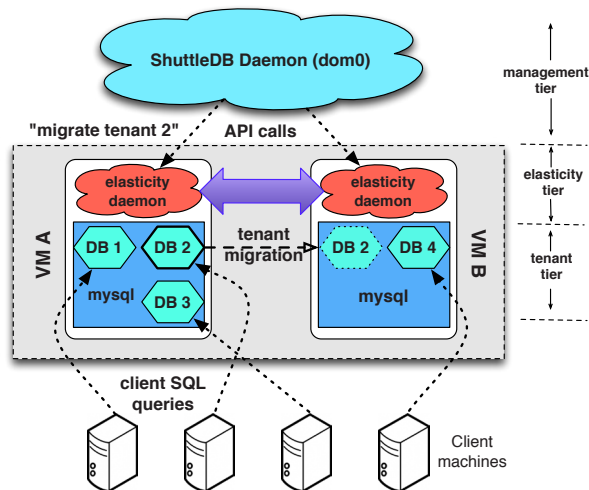 ShuttleDB Daemon (dom0)
management
tier
"migrate tenant 2"
API calls
elasticity
daemon
elasticity
daemon
elasticity
tier
VM A
DB 1
DB 2
mysql
DB 3
tenant
migration
DB 2
DB 4
mysql
VM B
tenant
tier
client SQL
queries
Client
machines